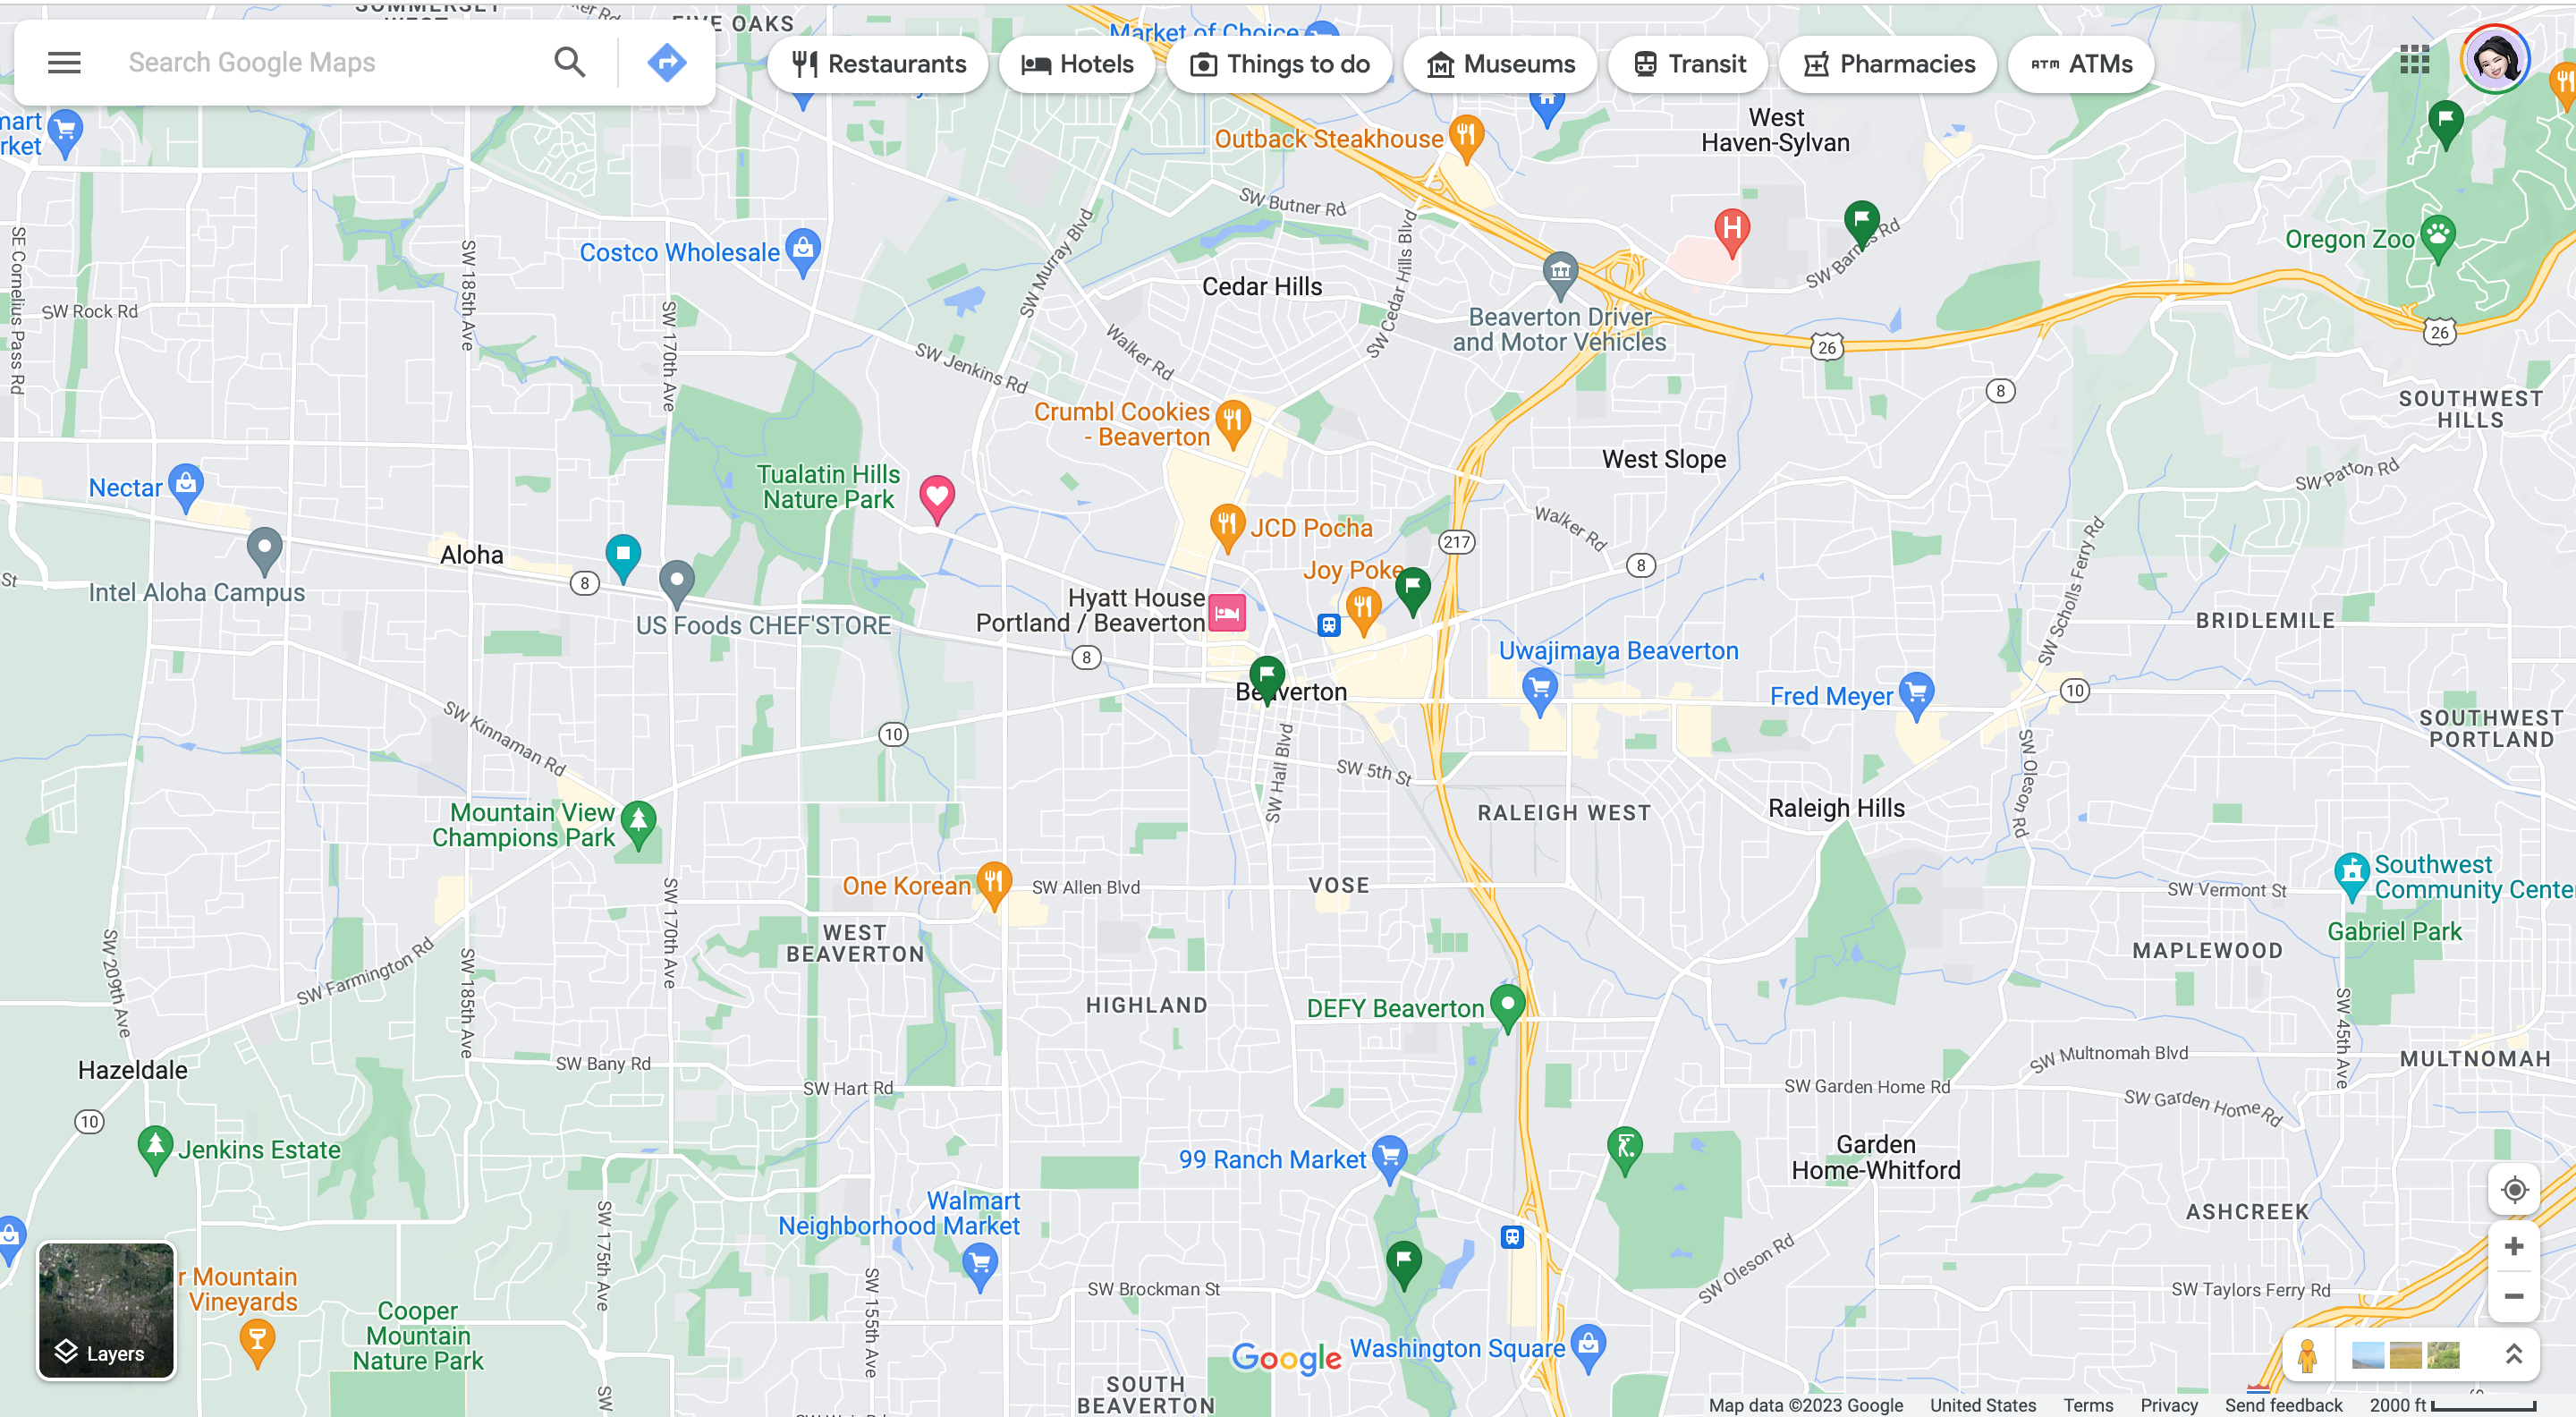 SOMMERSET
WEST
FIVE OAKS
Market of Choice
Search Google Maps
Restaurants
Hotels
Things to do
Museums
Transit
Pharmacies
ATM ATMs
mart
rket
Outback Steakhouse
West
Haven-Sylvan
SW Butner Rd
SW Murray Blvd
SW Cedar Hills Blvd
SW Barnes Rd
Oregon Zoo
Costco Wholesale
Cedar Hills
SE Cornelius Pass Rd
SW 185th Ave
SW Rock Rd
SW 170th Ave
Beaverton Driver
and Motor Vehicles
26
26
Walker Rd
SW Jenkins Rd
8
SOUTHWEST
HILLS
Crumbl Cookies
- Beaverton
West Slope
SW Patton Rd
Tualatin Hills
Nature Park
Nectar
JCD Pocha
Walker Rd
217
SW Scholls Ferry Rd
Aloha
St
8
Intel Aloha Campus
Joy Poke
8
Hyatt House
Portland / Beaverton
US Foods CHEF'STORE
8
BRIDLEMILE
Uwajimaya Beaverton
Beaverton
Fred Meyer
10
SOUTHWEST
PORTLAND
SW Kinnaman Rd
10
SW Hall Blvd
SW 5th St
SW Oleson Rd
Mountain View
Champions Park
RALEIGH WEST
Raleigh Hills
One Korean
SW Allen Blvd
VOSE
SW Vermont St
Southwest
Community Cente
Gabriel Park
SW 170th Ave
WEST
BEAVERTON
SW 209th Ave
SW Farmington Rd
SW 185th Ave
MAPLEWOOD
HIGHLAND
DEFY Beaverton
SW 45th Ave
Hazeldale
SW Bany Rd
SW Hart Rd
SW Multnomah Blvd
MULTNOMAH
SW Garden Home Rd
SW Garden Home Rd
10
Jenkins Estate
99 Ranch Market
Garden
Home-Whitford
Walmart
Neighborhood Market
ASHCREEK
SW 175th Ave
SW 155th Ave
SW Brockman St
SW Oleson Rd
SW Taylors Ferry Rd
r Mountain
Vineyards
Cooper
Mountain
Nature Park
Layers
Google
Washington Square
SW
SOUTH
BEAVERTON
Map data ©2023 Google
United States
Terms
Privacy
Send feedback
2000 ft